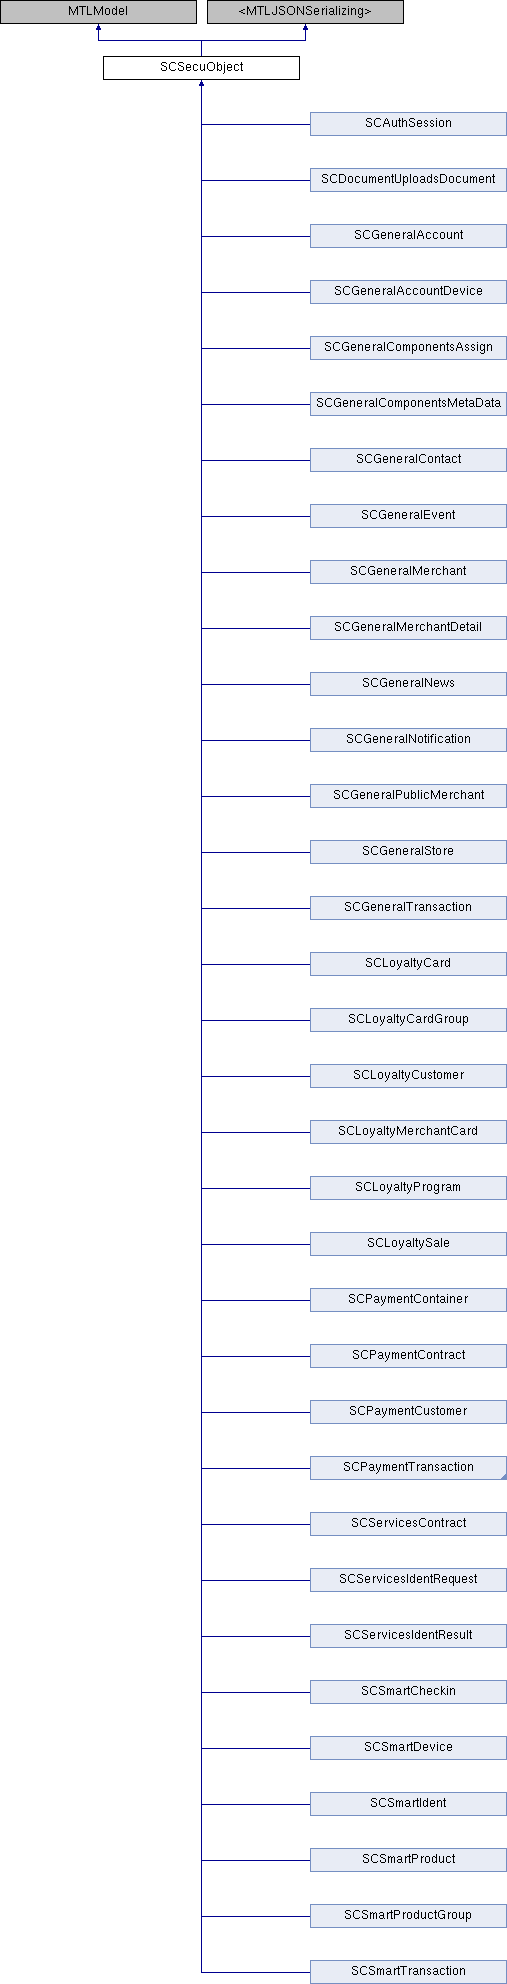 MTLModel
<MTLJSONSerializing>
SCSecuObject
SCAuthSession
SCDocumentUploadsDocument
SCGeneralAccount
SCGeneralAccountDevice
SCGeneralComponentsAssign
SCGeneralComponentsMetaData
SCGeneralContact
SCGeneralEvent
SCGeneralMerchant
SCGeneralMerchantDetail
SCGeneralNews
SCGeneralNotification
SCGeneralPublicMerchant
SCGeneralStore
SCGeneralTransaction
SCLoyaltyCard
SCLoyaltyCardGroup
SCLoyaltyCustomer
SCLoyaltyMerchantCard
SCLoyaltyProgram
SCLoyaltySale
SCPaymentContainer
SCPaymentContract
SCPaymentCustomer
SCPaymentTransaction
SCServicesContract
SCServicesIdentRequest
SCServicesIdentResult
SCSmartCheckin
SCSmartDevice
SCSmartIdent
SCSmartProduct
SCSmartProductGroup
SCSmartTransaction